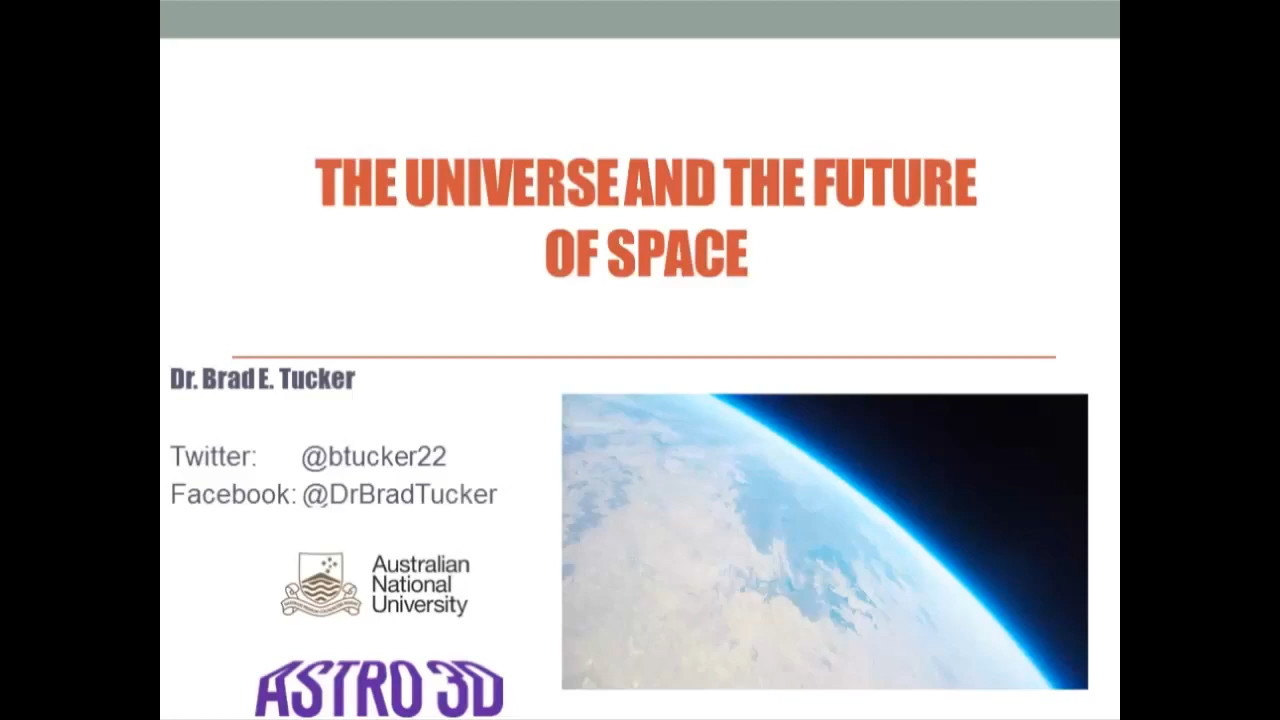 THE UNIVERSE AND THE FUTURE
OF SPACE
Dr. Brad E. Tucker
Twitter: @btucker22
Facebook: @DrBradTucker
Australian
National
University
ASTRO 3D